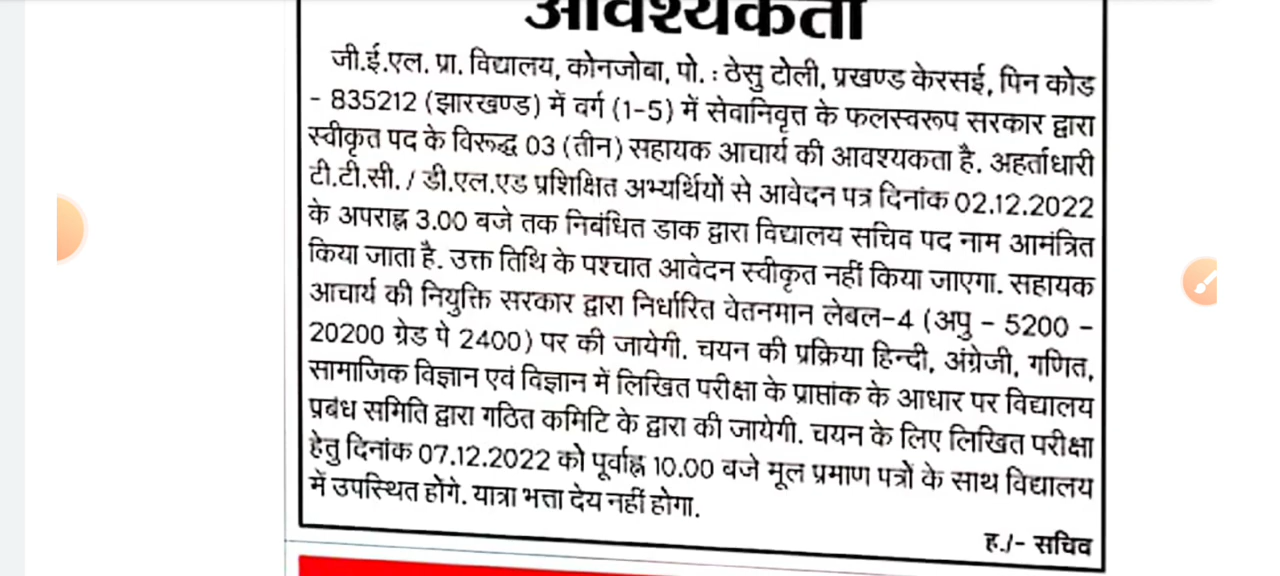 आवश्यकता
जी.ई.एल. प्रा. विद्यालय, कोनजोबा, पो. : ठेसु टोली, प्रखण्ड केरसई, पिन कोड
- 835212 (झारखण्ड) में वर्ग (1-5) में सेवानिवृत्त के फलस्वरूप सरकार द्वारा
स्वीकृत पद के विरूद्ध 03 (तीन) सहायक आचार्य की आवश्यकता है. अहर्ताधारी
टी.टी.सी. / डी.एल.एड प्रशिक्षित अभ्यर्थियों से आवेदन पत्र दिनांक 02.12.2022
के अपराह्न 3.00 बजे तक निबंधित डाक द्वारा विद्यालय सचिव पद नाम आमंत्रित
किया जाता है. उक्त तिथि के पश्चात आवेदन स्वीकृत नहीं किया जाएगा. सहायक
आचार्य की नियुक्ति सरकार द्वारा निर्धारित वेतनमान लेबल-4 (अपु - 5200 -
20200 ग्रेड पे 2400) पर की जायेगी. चयन की प्रक्रिया हिन्दी, अंग्रेजी, गणित,
सामाजिक विज्ञान एवं विज्ञान में लिखित परीक्षा के प्राप्तांक के आधार पर विद्यालय
प्रबंध समिति द्वारा गठित कमिटि के द्वारा की जायेगी. चयन के लिए लिखित परीक्षा
हेतु दिनांक 07.12.2022 को पूर्वाह्न 10.00 बजे मूल प्रमाण पत्रों के साथ विद्यालय
में उपस्थित होंगे. यात्रा भत्ता देय नहीं होगा.
ह./- सचिव